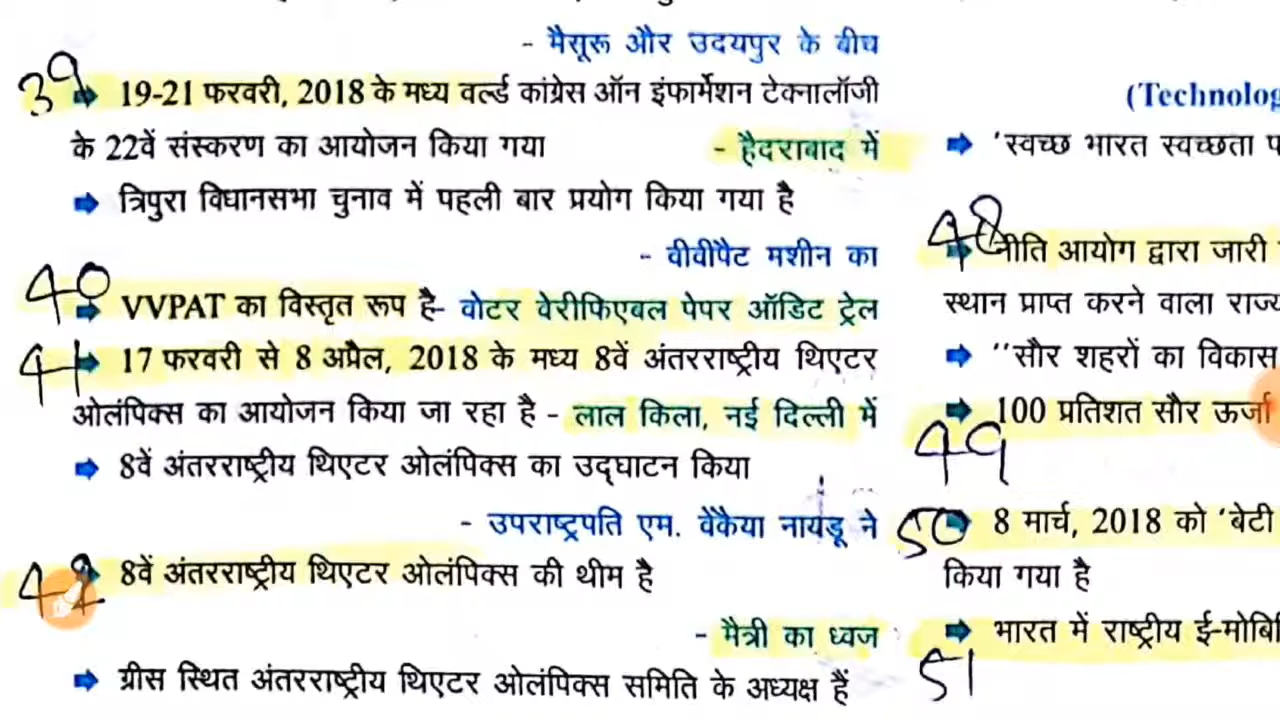 - मैसूरू और उदयपुर के बीच
39 ➡ 19-21 फरवरी, 2018 के मध्य वर्ल्ड कांग्रेस ऑन इंफार्मेशन टेक्नालॉजी
के 22वें संस्करण का आयोजन किया गया - हैदराबाद में
➡ त्रिपुरा विधानसभा चुनाव में पहली बार प्रयोग किया गया है
- वीवीपैट मशीन का
40 ➡ VVPAT का विस्तृत रूप है- वोटर वेरीफिएबल पेपर ऑडिट ट्रेल
41 ➡ 17 फरवरी से 8 अप्रैल, 2018 के मध्य 8वें अंतरराष्ट्रीय थिएटर
ओलंपिक्स का आयोजन किया जा रहा है - लाल किला, नई दिल्ली में
➡ 8वें अंतरराष्ट्रीय थिएटर ओलंपिक्स का उद्घाटन किया
- उपराष्ट्रपति एम. वेंकैया नायडू ने
42 ➡ 8वें अंतरराष्ट्रीय थिएटर ओलंपिक्स की थीम है
- मैत्री का ध्वज
➡ ग्रीस स्थित अंतरराष्ट्रीय थिएटर ओलंपिक्स समिति के अध्यक्ष हैं
(Technolog
➡ 'स्वच्छ भारत स्वच्छता प
48 ➡ नीति आयोग द्वारा जारी
स्थान प्राप्त करने वाला राज्य
➡ "सौर शहरों का विकास
➡ 100 प्रतिशत सौर ऊर्जा
49
50 ➡ 8 मार्च, 2018 को 'बेटी
किया गया है
➡ भारत में राष्ट्रीय ई-मोबि
51